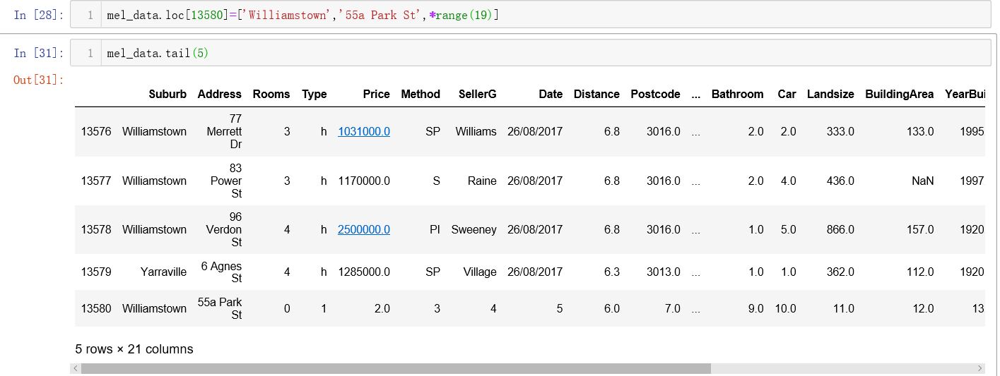 In [28]: 1 mel_data.loc[13580]=['Williamstown','55a Park St',*range(19)]
In [31]: 1 mel_data.tail(5)
Out[31]:
Suburb Address Rooms Type Price Method SellerG Date Distance Postcode ... Bathroom Car Landsize BuildingArea YearBui
13576 Williamstown 77 Merrett Dr 3 h 1031000.0 SP Williams 26/08/2017 6.8 3016.0 ... 2.0 2.0 333.0 133.0 1995
13577 Williamstown 83 Power St 3 h 1170000.0 S Raine 26/08/2017 6.8 3016.0 ... 2.0 4.0 436.0 NaN 1997
13578 Williamstown 96 Verdon St 4 h 2500000.0 PI Sweeney 26/08/2017 6.8 3016.0 ... 1.0 5.0 866.0 157.0 1920
13579 Yarraville 6 Agnes St 4 h 1285000.0 SP Village 26/08/2017 6.3 3013.0 ... 1.0 1.0 362.0 112.0 1920
13580 Williamstown 55a Park St 0 1 2.0 3 4 5 6.0 7.0 ... 9.0 10.0 11.0 12.0 13
5 rows × 21 columns